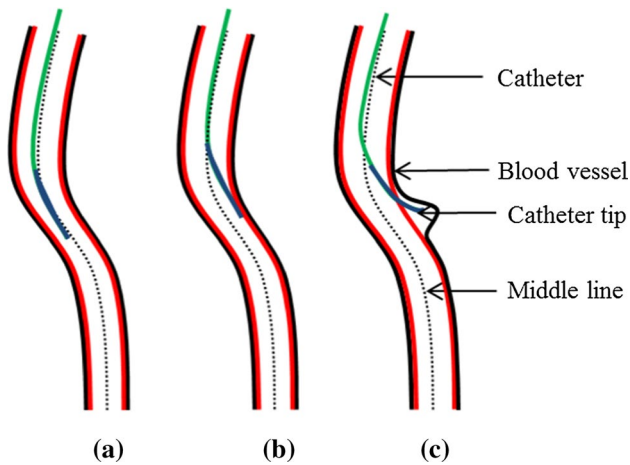 Catheter
Blood vessel
Catheter tip
Middle line
(a) (b) (c)